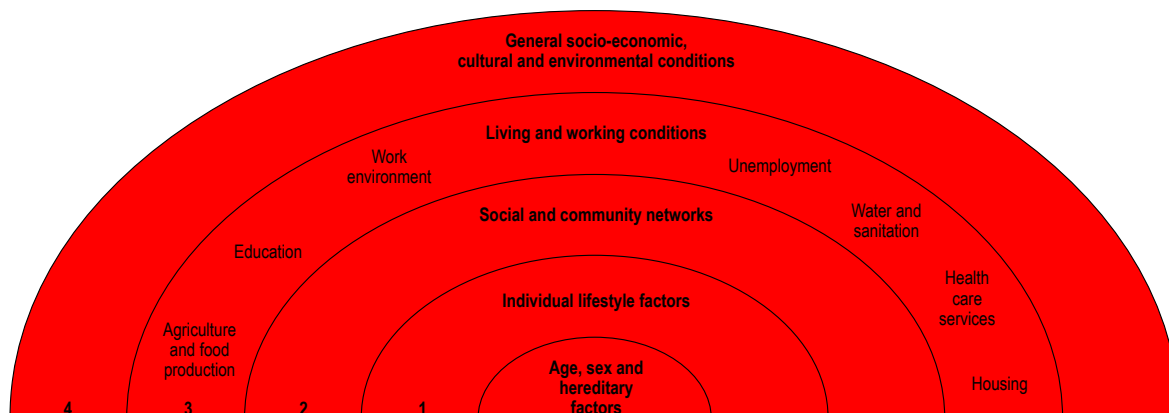 General socio-economic,
cultural and environmental conditions
Living and working conditions
Work
environment
Unemployment
Social and community networks
Water and
sanitation
Education
Individual lifestyle factors
Health
care
services
Agriculture
and food
production
Age, sex and
hereditary
factors
Housing
4
3
2
1